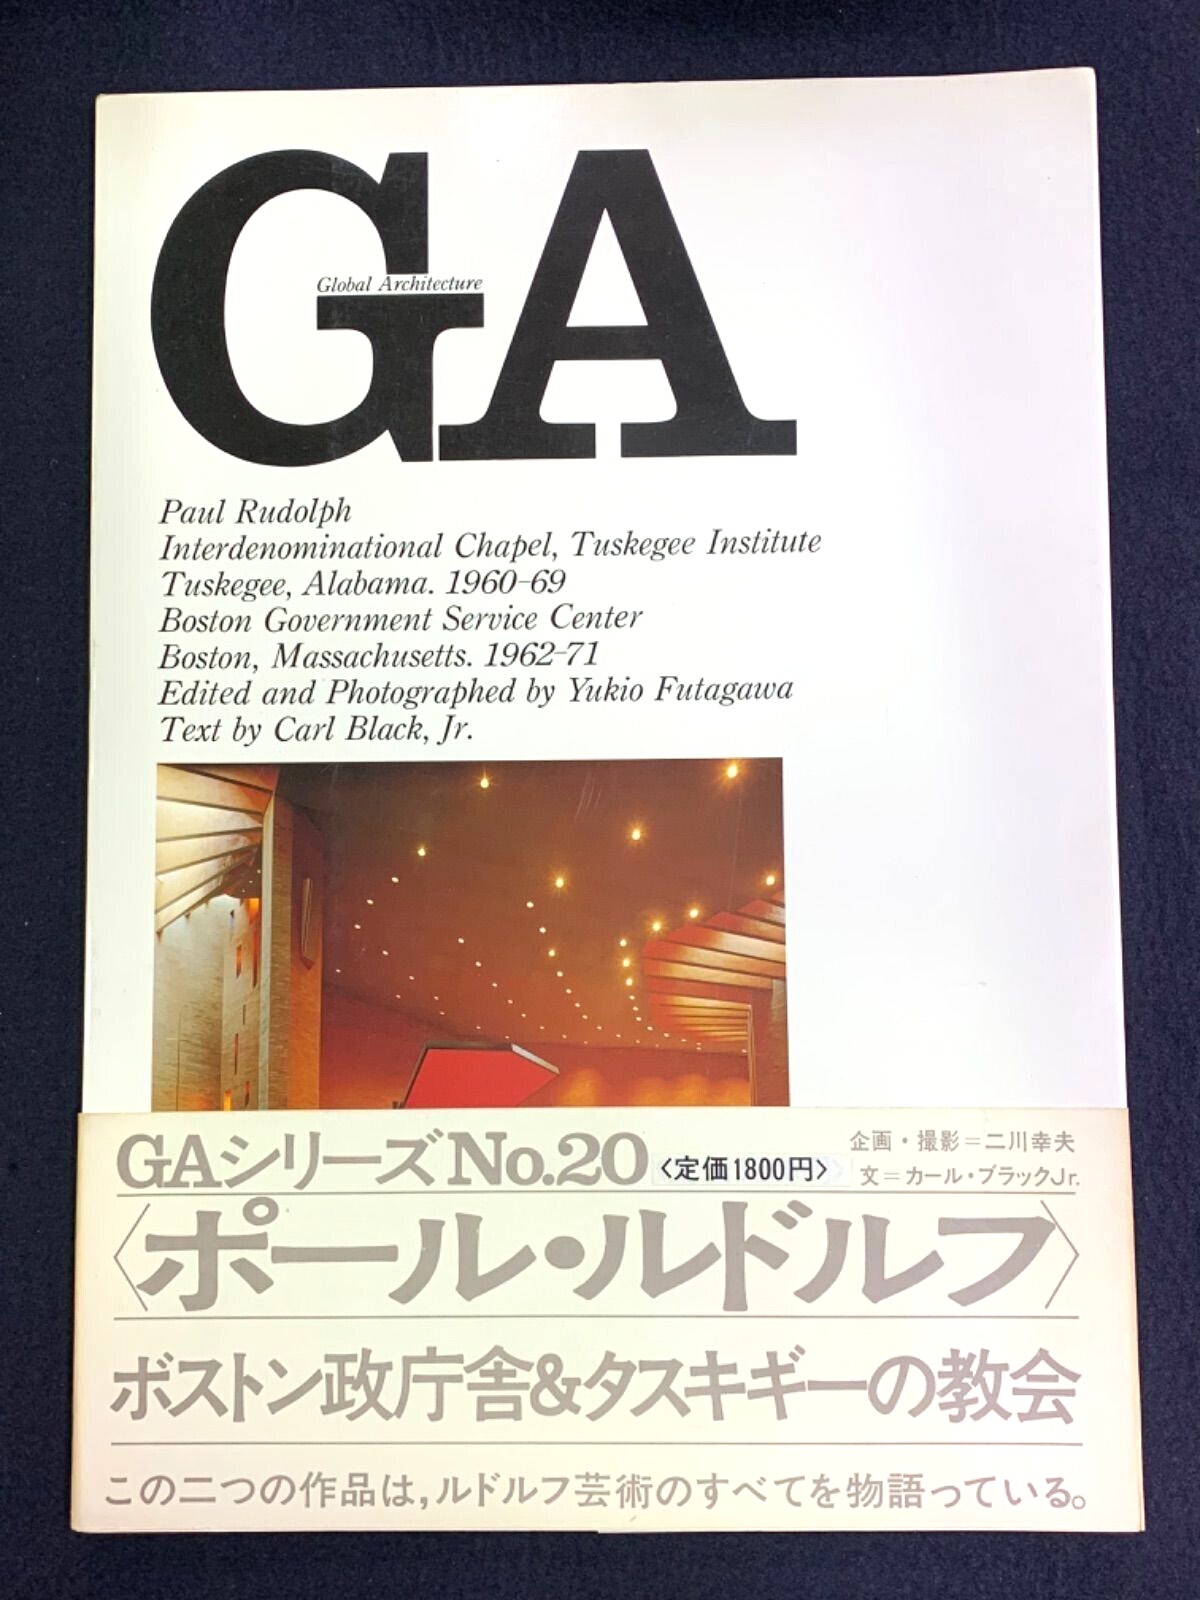 GA
Global Architecture
Paul Rudolph
Interdenominational Chapel, Tuskegee Institute
Tuskegee, Alabama. 1960–69
Boston Government Service Center
Boston, Massachusetts. 1962–71
Edited and Photographed by Yukio Futagawa
Text by Carl Black, Jr.
GAシリーズNo.20 〈定価1800円〉
企画・撮影＝二川幸夫
文＝カール・ブラックJr.
〈ポール・ルドルフ〉
ボストン政庁舎&タスキギーの教会
この二つの作品は,ルドルフ芸術のすべてを物語っている。